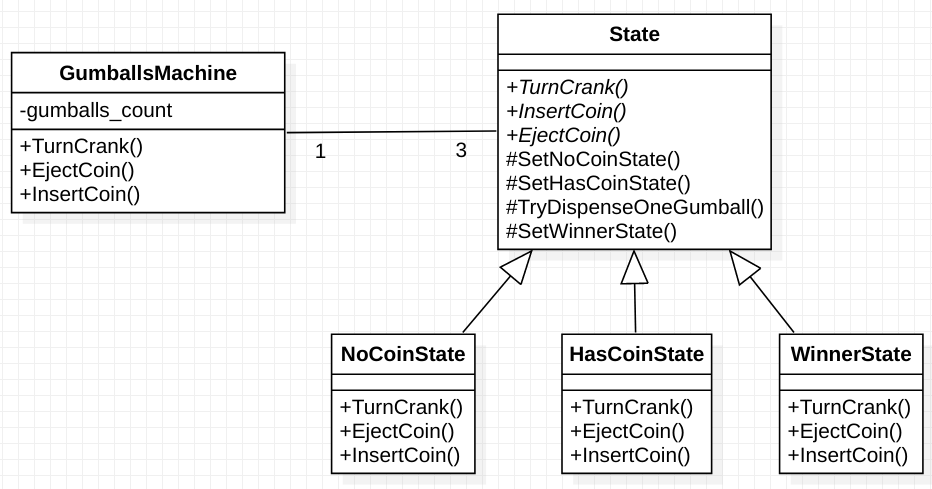 GumballsMachine
-gumballs_count
+TurnCrank()
+EjectCoin()
+InsertCoin()
1
3
State
+TurnCrank()
+InsertCoin()
+EjectCoin()
#SetNoCoinState()
#SetHasCoinState()
#TryDispenseOneGumball()
#SetWinnerState()
NoCoinState
+TurnCrank()
+EjectCoin()
+InsertCoin()
HasCoinState
+TurnCrank()
+EjectCoin()
+InsertCoin()
WinnerState
+TurnCrank()
+EjectCoin()
+InsertCoin()